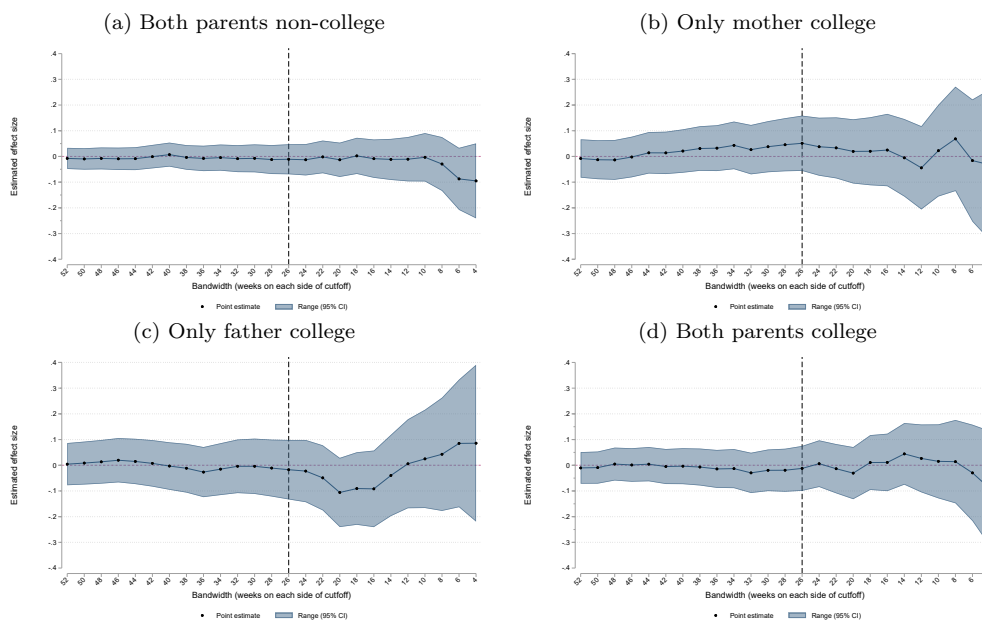 (a) Both parents non-college
.4
.3
.2
.1
0
-.1
-.2
-.3
-.4
Estimated effect size
52 50 48 46 44 42 40 38 36 34 32 30 28 26 24 22 20 18 16 14 12 10 8 6 4
Bandwidth (weeks on each side of cutfoff)
Point estimate Range (95% CI)
(b) Only mother college
.4
.3
.2
.1
0
-.1
-.2
-.3
-.4
Estimated effect size
52 50 48 46 44 42 40 38 36 34 32 30 28 26 24 22 20 18 16 14 12 10 8 6
Bandwidth (weeks on each side of cutfoff)
Point estimate Range (95% CI)
(c) Only father college
.4
.3
.2
.1
0
-.1
-.2
-.3
-.4
Estimated effect size
52 50 48 46 44 42 40 38 36 34 32 30 28 26 24 22 20 18 16 14 12 10 8 6 4
Bandwidth (weeks on each side of cutfoff)
Point estimate Range (95% CI)
(d) Both parents college
.4
.3
.2
.1
0
-.1
-.2
-.3
-.4
Estimated effect size
52 50 48 46 44 42 40 38 36 34 32 30 28 26 24 22 20 18 16 14 12 10 8 6
Bandwidth (weeks on each side of cutfoff)
Point estimate Range (95% CI)